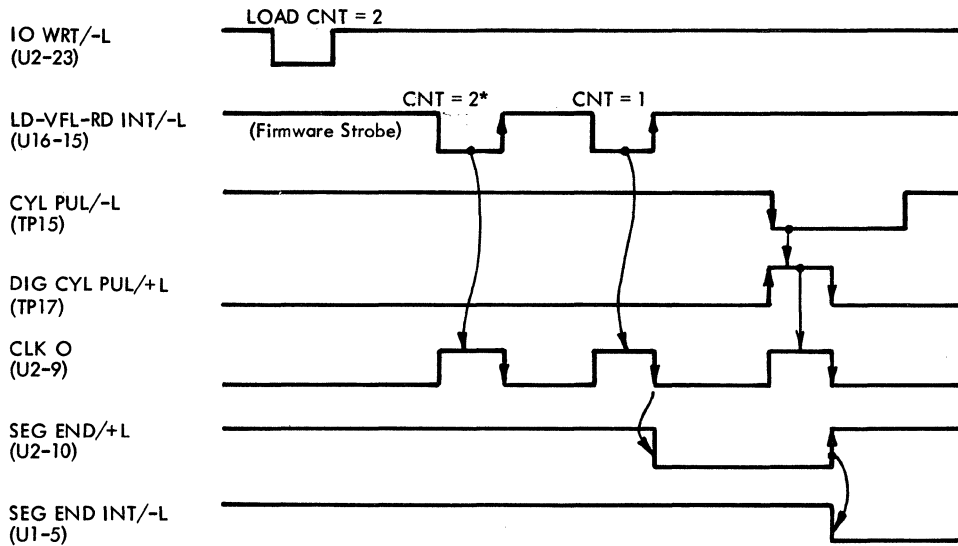 LOAD CNT = 2
IO WRT/-L
(U2-23)
CNT = 2*
CNT = 1
LD-VFL-RD INT/-L
(Firmware Strobe)
(U16-15)
CYL PUL/-L
(TP15)
DIG CYL PUL/+L
(TP17)
CLK O
(U2-9)
SEG END/+L
(U2-10)
SEG END INT/-L
(U1-5)